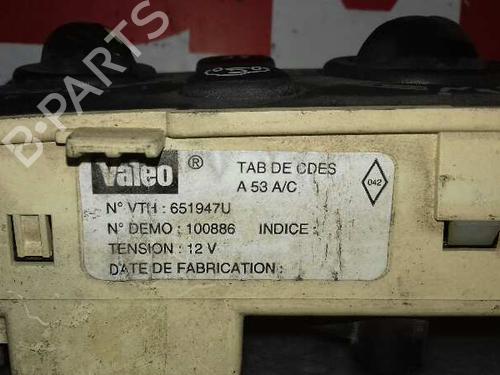 B-PARTS
Valeo ®
TAB DE CDES
A 53 A/C
042
N° VTH : 651947U
N° DEMO : 100886 INDICE :
TENSION : 12 V
DATE DE FABRICATION :